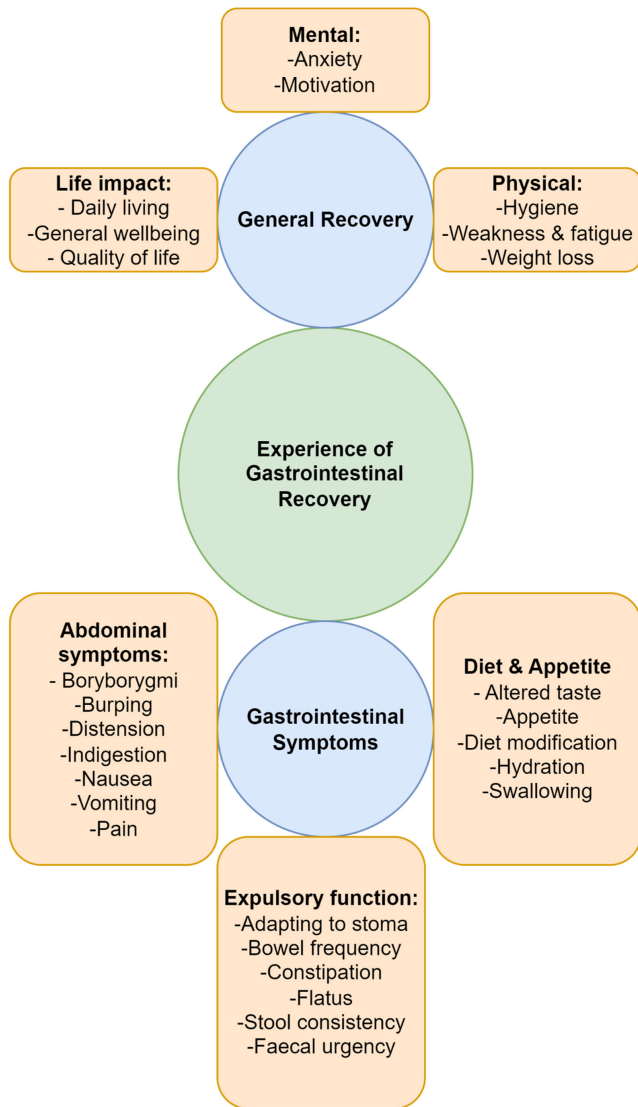 Mental:
-Anxiety
-Motivation
Life impact:
- Daily living
-General wellbeing
- Quality of life
General Recovery
Physical:
-Hygiene
-Weakness & fatigue
-Weight loss
Experience of
Gastrointestinal
Recovery
Abdominal
symptoms:
- Boryborygmi
-Burping
-Distension
-Indigestion
-Nausea
-Vomiting
-Pain
Gastrointestinal
Symptoms
Diet & Appetite
- Altered taste
-Appetite
-Diet modification
-Hydration
-Swallowing
Expulsory function:
-Adapting to stoma
-Bowel frequency
-Constipation
-Flatus
-Stool consistency
-Faecal urgency